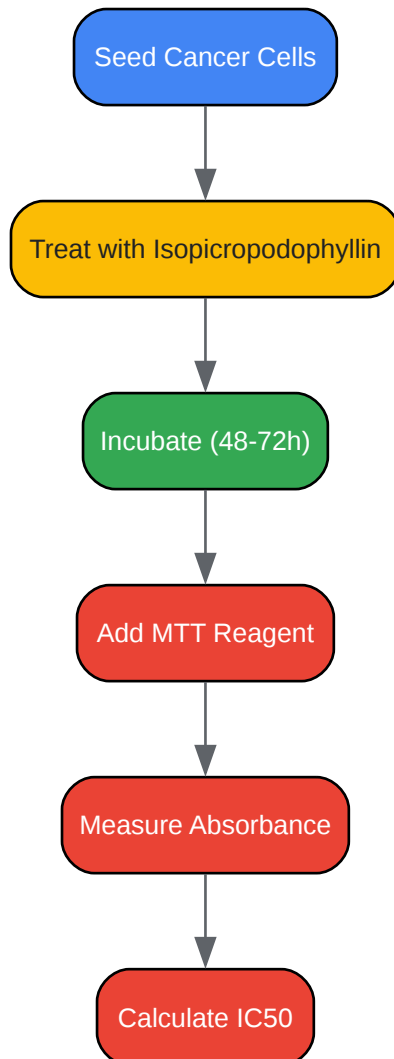 Seed Cancer Cells
Treat with Isopicropodophyllin
Incubate (48-72h)
Add MTT Reagent
Measure Absorbance
Calculate IC50